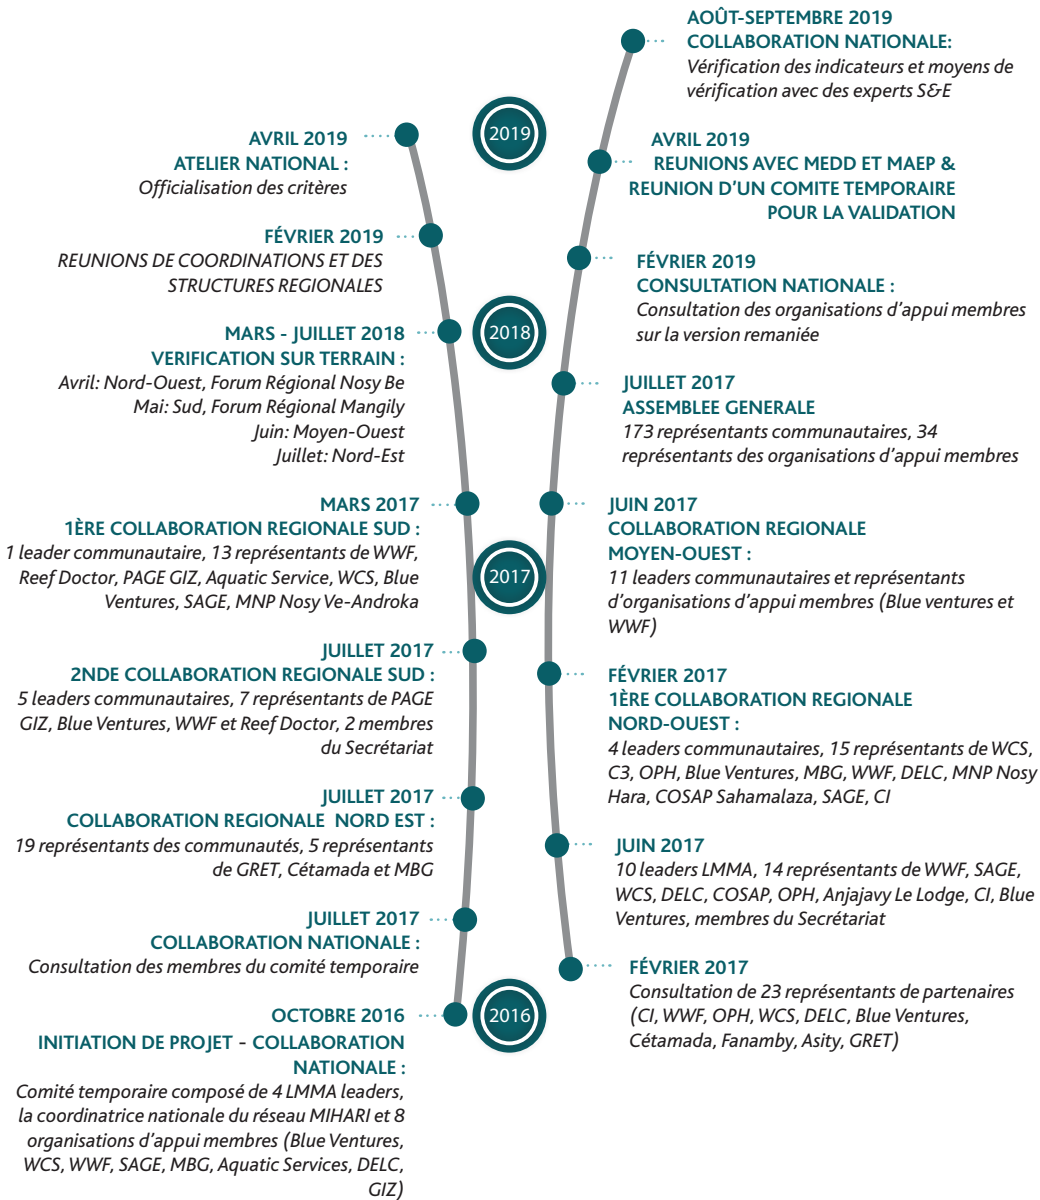 AOÛT-SEPTEMBRE 2019
COLLABORATION NATIONALE:
Vérification des indicateurs et moyens de
vérification avec des experts S&E
2019
AVRIL 2019
ATELIER NATIONAL :
Officialisation des critères
AVRIL 2019
REUNIONS AVEC MEDD ET MAEP &
REUNION D'UN COMITE TEMPORAIRE
POUR LA VALIDATION
FÉVRIER 2019
REUNIONS DE COORDINATIONS ET DES
STRUCTURES REGIONALES
FÉVRIER 2019
CONSULTATION NATIONALE :
Consultation des organisations d'appui membres
sur la version remaniée
2018
MARS - JUILLET 2018
VERIFICATION SUR TERRAIN :
Avril: Nord-Ouest, Forum Régional Nosy Be
Mai: Sud, Forum Régional Mangily
Juin: Moyen-Ouest
Juillet: Nord-Est
JUILLET 2017
ASSEMBLEE GENERALE
173 représentants communautaires, 34
représentants des organisations d'appui membres
MARS 2017
1ÈRE COLLABORATION REGIONALE SUD :
1 leader communautaire, 13 représentants de WWF,
Reef Doctor, PAGE GIZ, Aquatic Service, WCS, Blue
Ventures, SAGE, MNP Nosy Ve-Androka
JUIN 2017
COLLABORATION REGIONALE
MOYEN-OUEST :
11 leaders communautaires et représentants
d'organisations d'appui membres (Blue ventures et
WWF)
2017
JUILLET 2017
2NDE COLLABORATION REGIONALE SUD :
5 leaders communautaires, 7 représentants de PAGE
GIZ, Blue Ventures, WWF et Reef Doctor, 2 membres
du Secrétariat
FÉVRIER 2017
1ÈRE COLLABORATION REGIONALE
NORD-OUEST :
4 leaders communautaires, 15 représentants de WCS,
C3, OPH, Blue Ventures, MBG, WWF, DELC, MNP Nosy
Hara, COSAP Sahamalaza, SAGE, CI
JUILLET 2017
COLLABORATION REGIONALE NORD EST :
19 représentants des communautés, 5 représentants
de GRET, Cétamada et MBG
JUIN 2017
10 leaders LMMA, 14 représentants de WWF, SAGE,
WCS, DELC, COSAP, OPH, Anjajavy Le Lodge, CI, Blue
Ventures, membres du Secrétariat
JUILLET 2017
COLLABORATION NATIONALE :
Consultation des membres du comité temporaire
FÉVRIER 2017
Consultation de 23 représentants de partenaires
(CI, WWF, OPH, WCS, DELC, Blue Ventures,
Cétamada, Fanamby, Asity, GRET)
2016
OCTOBRE 2016
INITIATION DE PROJET - COLLABORATION
NATIONALE :
Comité temporaire composé de 4 LMMA leaders,
la coordinatrice nationale du réseau MIHARI et 8
organisations d'appui membres (Blue Ventures,
WCS, WWF, SAGE, MBG, Aquatic Services, DELC,
GIZ)